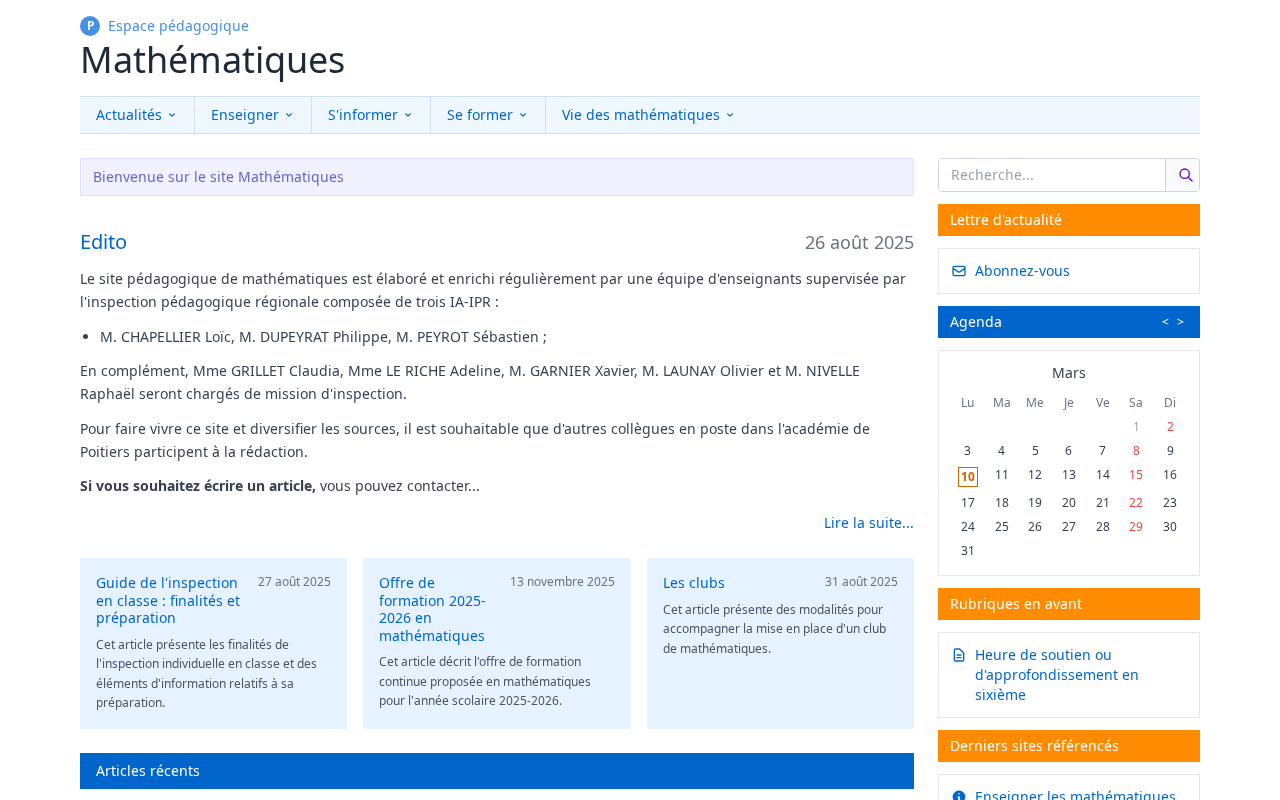 P Espace pédagogique
Mathématiques
Actualités Enseigner S'informer Se former Vie des mathématiques
Bienvenue sur le site Mathématiques
Edito 26 août 2025
Le site pédagogique de mathématiques est élaboré et enrichi régulièrement par une équipe d'enseignants supervisée par
l'inspection pédagogique régionale composée de trois IA-IPR :
• M. CHAPELLIER Loïc, M. DUPEYRAT Philippe, M. PEYROT Sébastien ;
En complément, Mme GRILLET Claudia, Mme LE RICHE Adeline, M. GARNIER Xavier, M. LAUNAY Olivier et M. NIVELLE
Raphaël seront chargés de mission d'inspection.
Pour faire vivre ce site et diversifier les sources, il est souhaitable que d'autres collègues en poste dans l'académie de
Poitiers participent à la rédaction.
Si vous souhaitez écrire un article, vous pouvez contacter...
Lire la suite...
Guide de l'inspection
en classe : finalités et
préparation
27 août 2025
Cet article présente les finalités de
l'inspection individuelle en classe et des
éléments d'information relatifs à sa
préparation.
Offre de
formation 2025-
2026 en
mathématiques
13 novembre 2025
Cet article décrit l'offre de formation
continue proposée en mathématiques
pour l'année scolaire 2025-2026.
Les clubs 31 août 2025
Cet article présente des modalités pour
accompagner la mise en place d'un club
de mathématiques.
Articles récents
Recherche...
Lettre d'actualité
Abonnez-vous
Agenda < >
Mars
Lu Ma Me Je Ve Sa Di
1 2
3 4 5 6 7 8 9
10 11 12 13 14 15 16
17 18 19 20 21 22 23
24 25 26 27 28 29 30
31
Rubriques en avant
Heure de soutien ou
d'approfondissement en
sixième
Derniers sites référencés
Enseigner les mathématiques